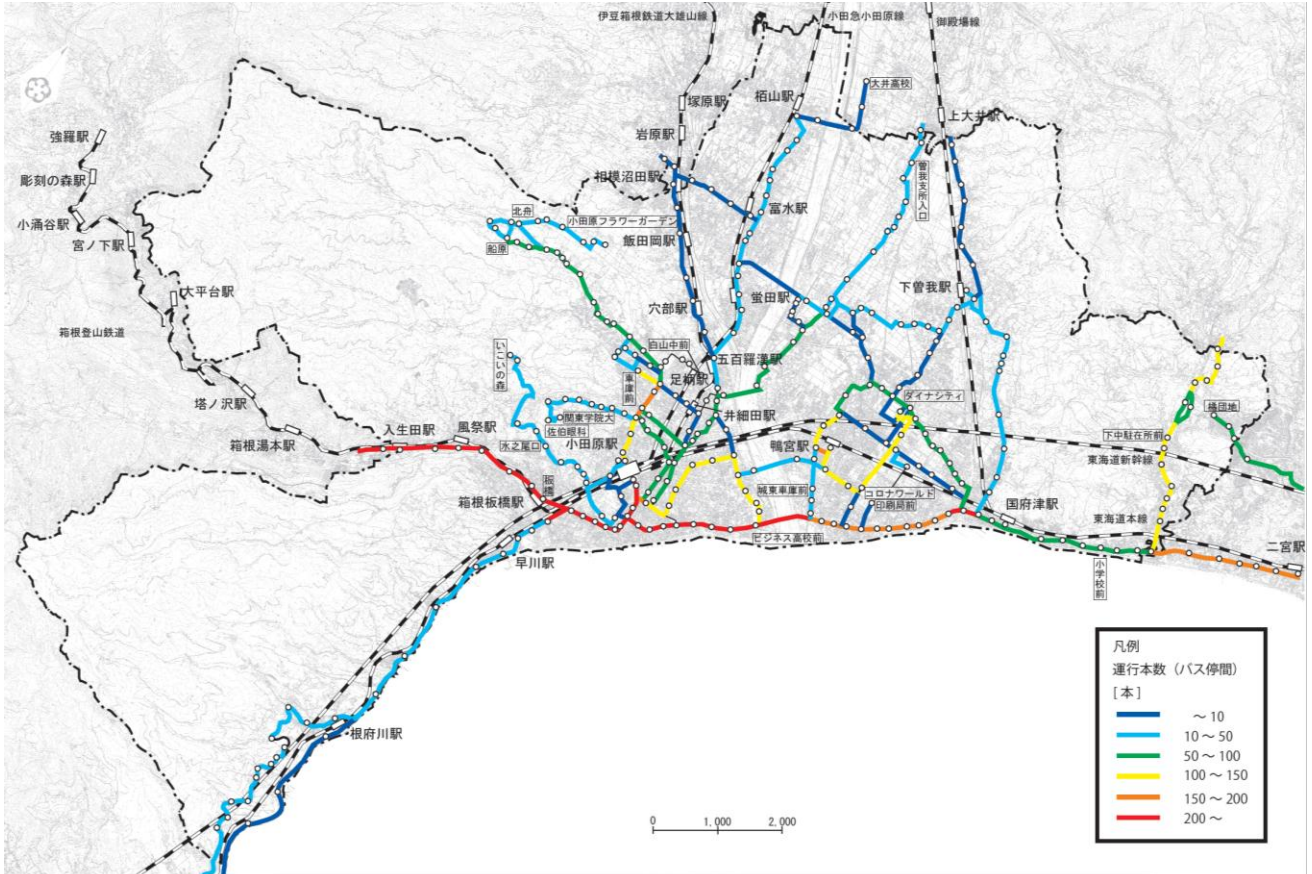 伊豆箱根鉄道大雄山線
小田急小田原線
御殿場線
大井高校
塚原駅
栢山駅
上大井駅
強羅駅
岩原駅
彫刻の森駅
相模沼田駅
曽我支所入口
小涌谷駅
北舟
小田原フラワーガーデン
富水駅
宮ノ下駅
船原
飯田岡駅
大平台駅
下曽我駅
穴部駅
蛍田駅
箱根登山鉄道
いこいの森
白山中前
五百羅漢駅
足柄駅
車庫前
ダイナシティ
塔ノ沢駅
関東学院大
井細田駅
橘団地
入生田駅
風祭駅
佐伯眼科
水之尾口
小田原駅
鴨宮駅
下中駐在所前
箱根湯本駅
東海道新幹線
板橋
城東車庫前
コロナワールド
箱根板橋駅
印刷局前
国府津駅
東海道本線
ビジネス高校前
二宮駅
早川駅
小学校前
凡例
運行本数（バス停間）
[本]
～10
10～50
50～100
100～150
150～200
200～
根府川駅
0 1,000 2,000